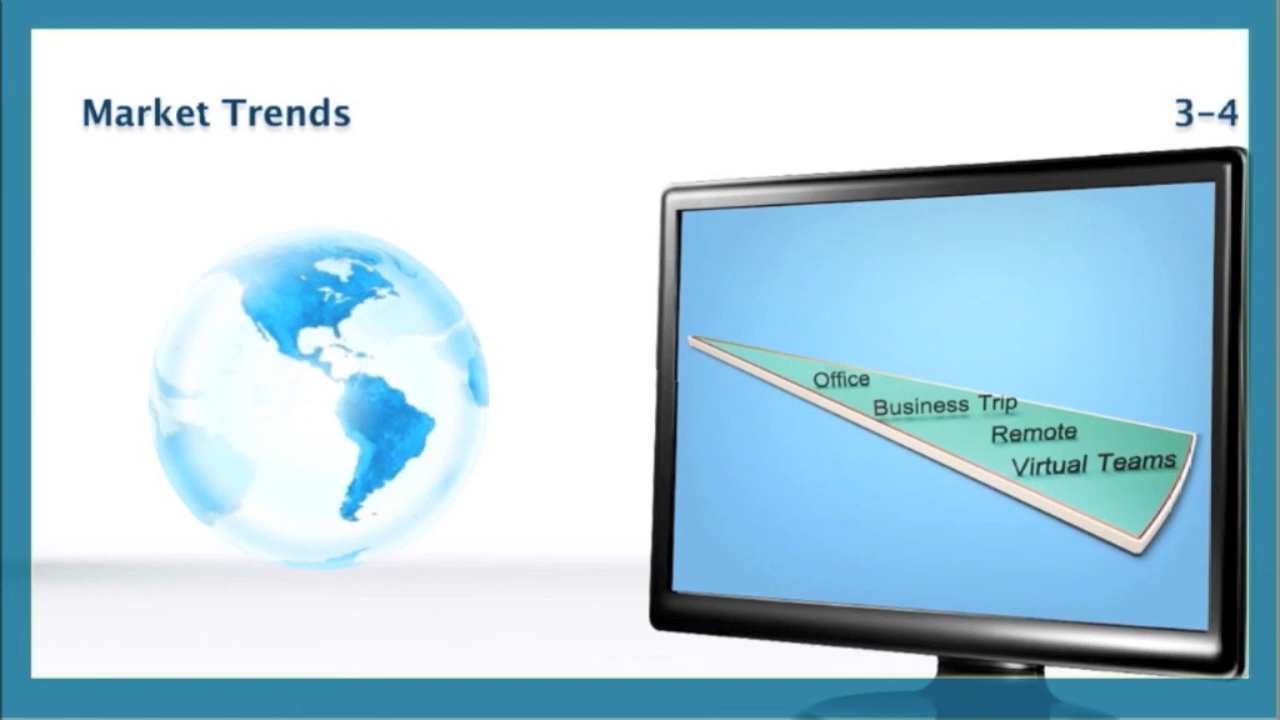 Market Trends
3-4
Office
Business Trip
Remote
Virtual Teams